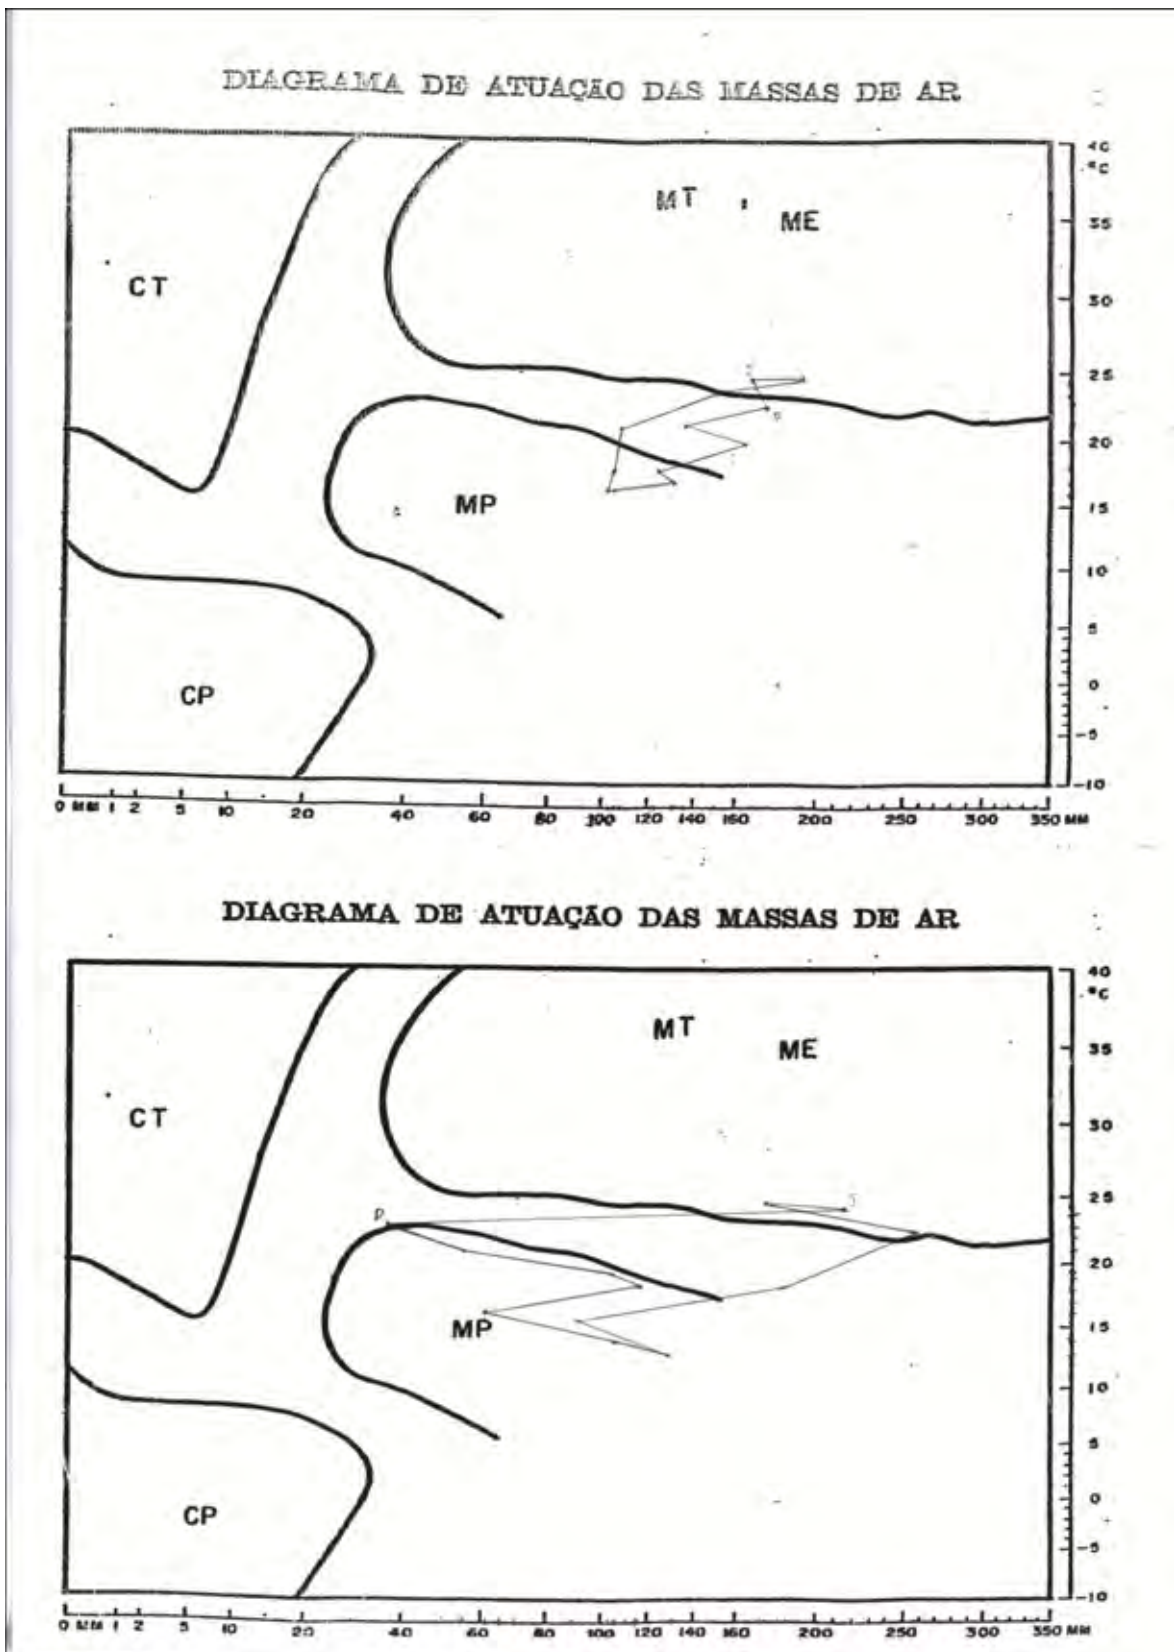 DIAGRAMA DE ATUAÇÃO DAS MASSAS DE AR
40
°C
MT
ME
35
CT
30
25
20
MP
15
10
5
CP
0
-5
-10
0 MM 1 2 5 10 20 40 60 80 100 120 140 160 200 250 300 350 MM
DIAGRAMA DE ATUAÇÃO DAS MASSAS DE AR
40
°C
MT
ME
35
CT
30
25
D
20
MP
15
10
5
CP
0
-5
-10
0 MM 1 2 5 10 20 40 60 80 100 120 140 160 200 250 300 350 MM